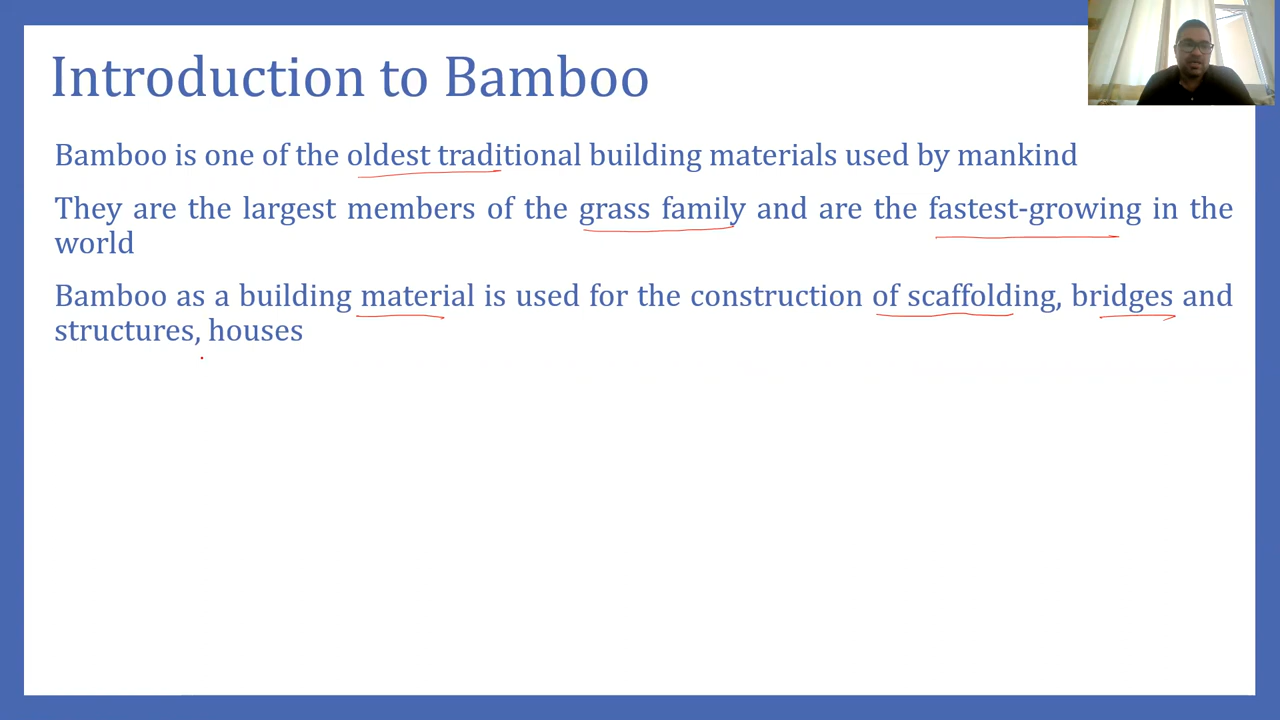 Introduction to Bamboo
Bamboo is one of the oldest traditional building materials used by mankind
They are the largest members of the grass family and are the fastest-growing in the
world
Bamboo as a building material is used for the construction of scaffolding, bridges and
structures, houses